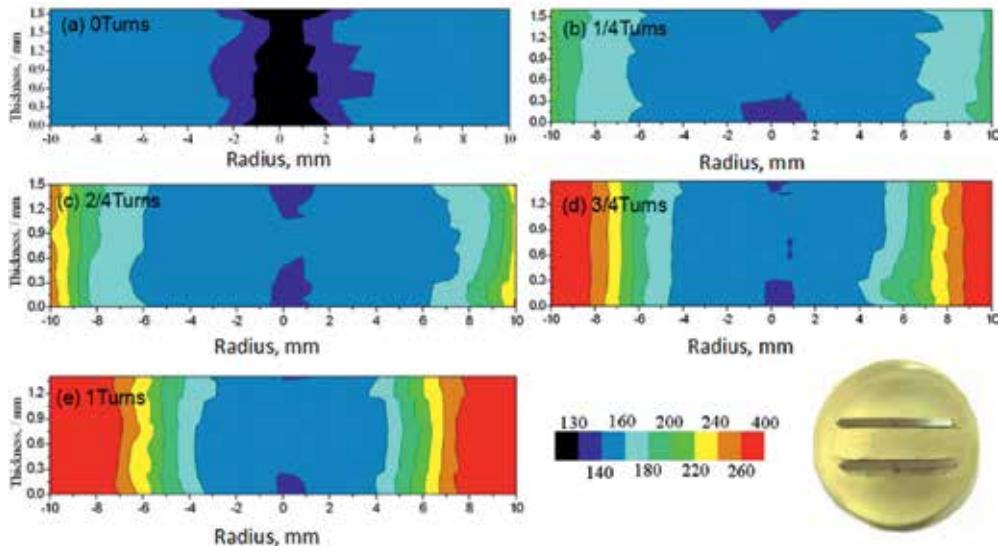 (a) 0Turns
Thickness, / mm
1.8
1.5
1.2
0.9
0.6
0.3
0.0
-10 -8 -6 -4 -2 0 2 4 6 8 10
Radius, mm
(b) 1/4Turns
1.5
1.2
0.9
0.6
0.3
0.0
-10 -8 -6 -4 -2 0 2 4 6 8 10
Radius, mm
(c) 2/4Turns
Thickness, / mm
1.5
1.2
0.9
0.6
0.3
0.0
-10 -8 -6 -4 -2 0 2 4 6 8 10
Radius, mm
(d) 3/4Turns
1.2
0.9
0.6
0.3
0.0
-10 -8 -6 -4 -2 0 2 4 6 8 10
Radius, mm
(e) 1Turns
Thickness, / mm
1.2
0.9
0.6
0.3
0.0
-10 -8 -6 -4 -2 0 2 4 6 8 10
Radius, mm
130 160 200 240 400
140 180 220 260